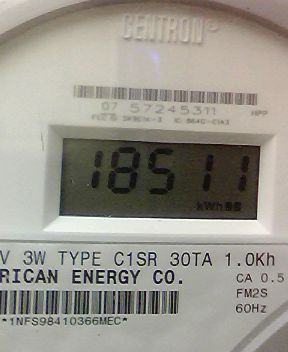 CENTRON®
07 57245311 HPP
18511
kWh
V 3W TYPE C1SR 30TA 1.0Kh
RICAN ENERGY CO. CA 0.5
FM2S
60Hz
*1NFS98410366MEC*